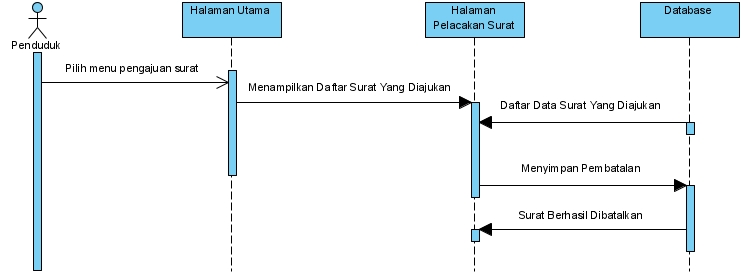 Halaman Utama
Halaman
Pelacakan Surat
Database
Penduduk
Pilih menu pengajuan surat
Menampilkan Daftar Surat Yang Diajukan
Daftar Data Surat Yang Diajukan
Menyimpan Pembatalan
Surat Berhasil Dibatalkan